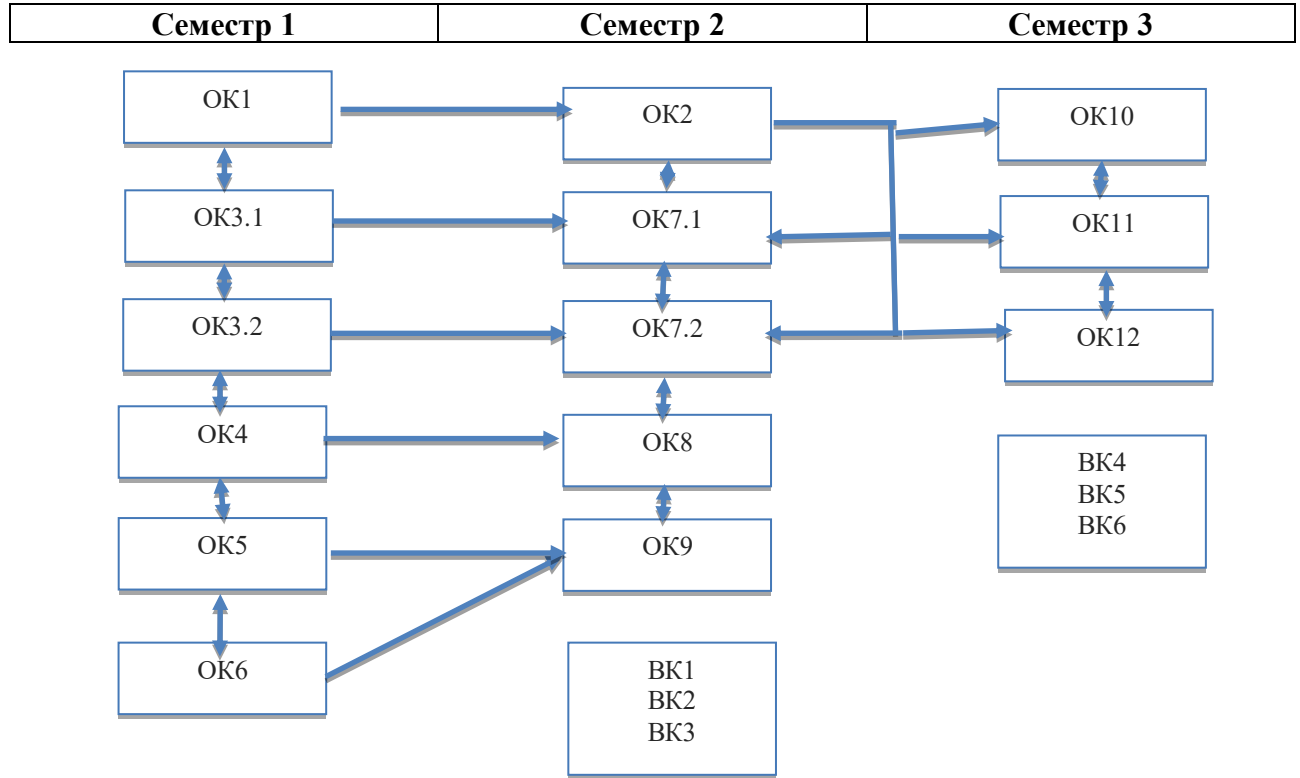 Семестр 1
Семестр 2
Семестр 3
ОК1
ОК3.1
ОК3.2
ОК4
ОК5
ОК6
ОК2
ОК7.1
ОК7.2
ОК8
ОК9
ВК1
ВК2
ВК3
ОК10
ОК11
ОК12
ВК4
ВК5
ВК6